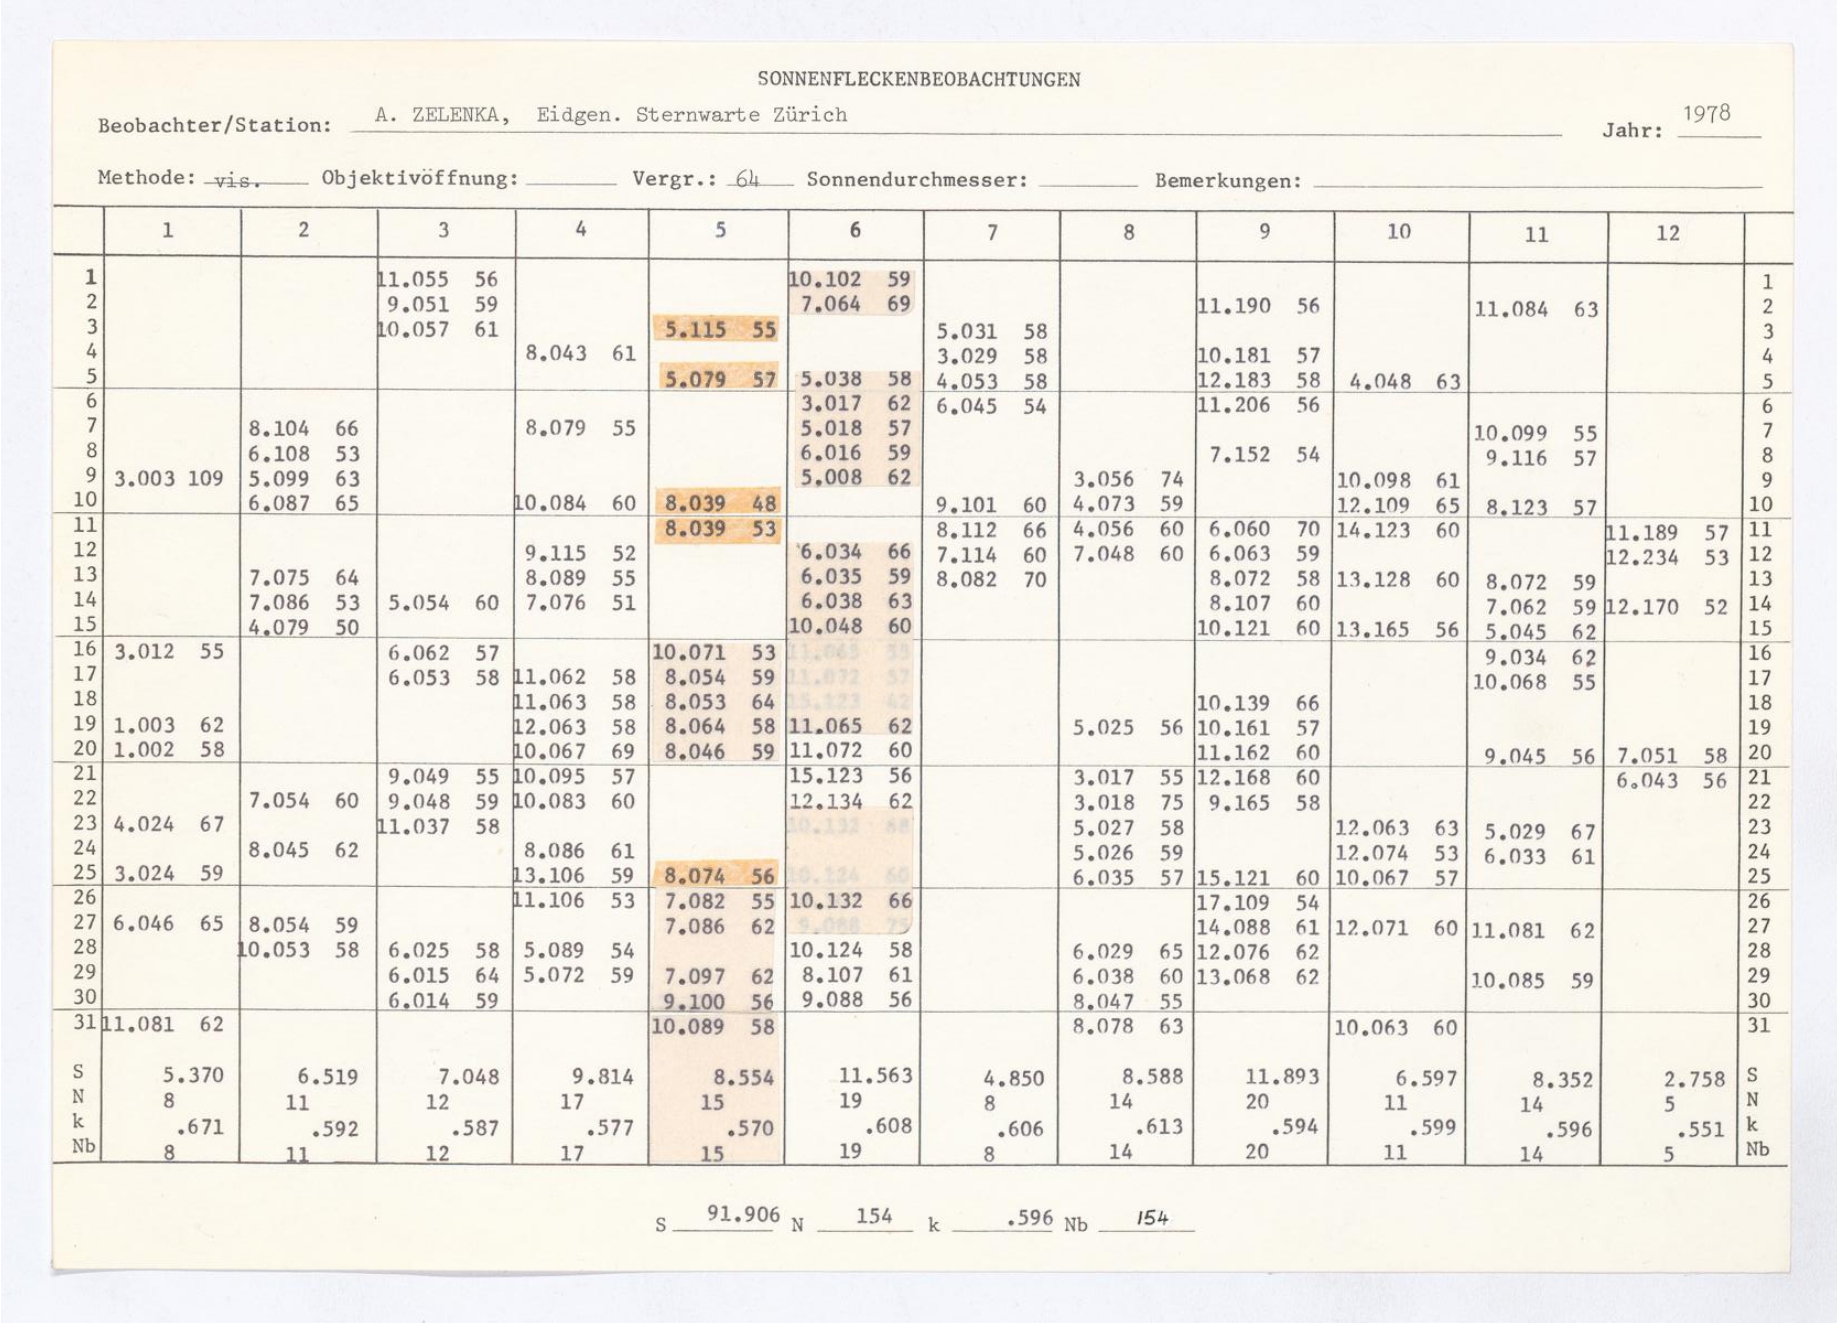 SONNENFLECKENBEOBACHTUNGEN
Beobachter/Station: A. ZELENKA, Eidgen. Sternwarte Zürich Jahr: 1978
Methode: vis. Objektivöffnung: Vergr.: 64 Sonnendurchmesser: Bemerkungen:
1 2 3 4 5 6 7 8 9 10 11 12
1 11.055 56 10.102 59 1
2 9.051 59 7.064 69 11.190 56 11.084 63 2
3 10.057 61 5.115 55 5.031 58 3
4 8.043 61 3.029 58 10.181 57 4
5 5.079 57 5.038 58 4.053 58 12.183 58 4.048 63 5
6 3.017 62 6.045 54 11.206 56 6
7 8.104 66 8.079 55 5.018 57 10.099 55 7
8 6.108 53 6.016 59 7.152 54 9.116 57 8
9 3.003 109 5.099 63 5.008 62 3.056 74 10.098 61 9
10 6.087 65 10.084 60 8.039 48 9.101 60 4.073 59 12.109 65 8.123 57 10
11 8.039 53 8.112 66 4.056 60 6.060 70 14.123 60 11.189 57 11
12 9.115 52 6.034 66 7.114 60 7.048 60 6.063 59 12.234 53 12
13 7.075 64 8.089 55 6.035 59 8.082 70 8.072 58 13.128 60 8.072 59 13
14 7.086 53 5.054 60 7.076 51 6.038 63 8.107 60 7.062 59 12.170 52 14
15 4.079 50 10.048 60 10.121 60 13.165 56 5.045 62 15
16 3.012 55 6.062 57 10.071 53 9.034 62 16
17 6.053 58 11.062 58 8.054 59 10.068 55 17
18 11.063 58 8.053 64 10.139 66 18
19 1.003 62 12.063 58 8.064 58 11.065 62 5.025 56 10.161 57 19
20 1.002 58 10.067 69 8.046 59 11.072 60 11.162 60 9.045 56 7.051 58 20
21 9.049 55 10.095 57 15.123 56 3.017 55 12.168 60 6.043 56 21
22 7.054 60 9.048 59 10.083 60 12.134 62 3.018 75 9.165 58 22
23 4.024 67 11.037 58 5.027 58 12.063 63 5.029 67 23
24 8.045 62 8.086 61 5.026 59 12.074 53 6.033 61 24
25 3.024 59 13.106 59 8.074 56 6.035 57 15.121 60 10.067 57 25
26 11.106 53 7.082 55 10.132 66 17.109 54 26
27 6.046 65 8.054 59 7.086 62 14.088 61 12.071 60 11.081 62 27
28 10.053 58 6.025 58 5.089 54 10.124 58 6.029 65 12.076 62 28
29 6.015 64 5.072 59 7.097 62 8.107 61 6.038 60 13.068 62 10.085 59 29
30 6.014 59 9.100 56 9.088 56 8.047 55 30
31 11.081 62 10.089 58 8.078 63 10.063 60 31
S 5.370 6.519 7.048 9.814 8.554 11.563 4.850 8.588 11.893 6.597 8.352 2.758 S
N 8 11 12 17 15 19 8 14 20 11 14 5 N
k .671 .592 .587 .577 .570 .608 .606 .613 .594 .599 .596 .551 k
Nb 8 11 12 17 15 19 8 14 20 11 14 5 Nb
S 91.906 N 154 k .596 Nb 154